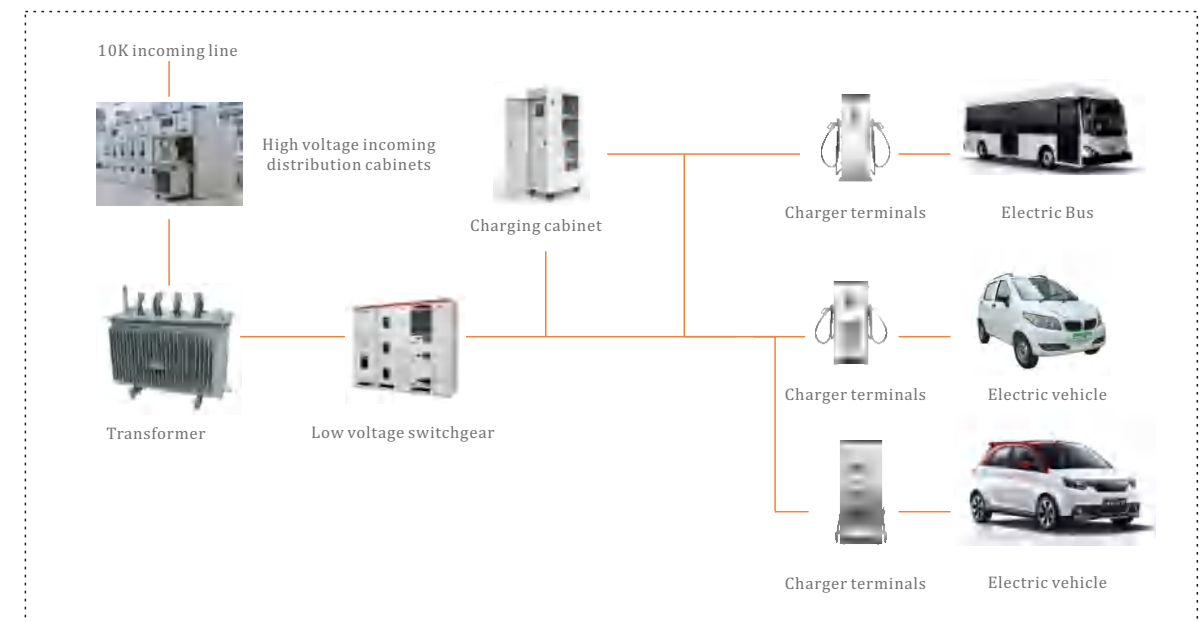 10K incoming line
High voltage incoming
distribution cabinets
Charging cabinet
Charger terminals
Electric Bus
Transformer
Low voltage switchgear
Charger terminals
Electric vehicle
Charger terminals
Electric vehicle